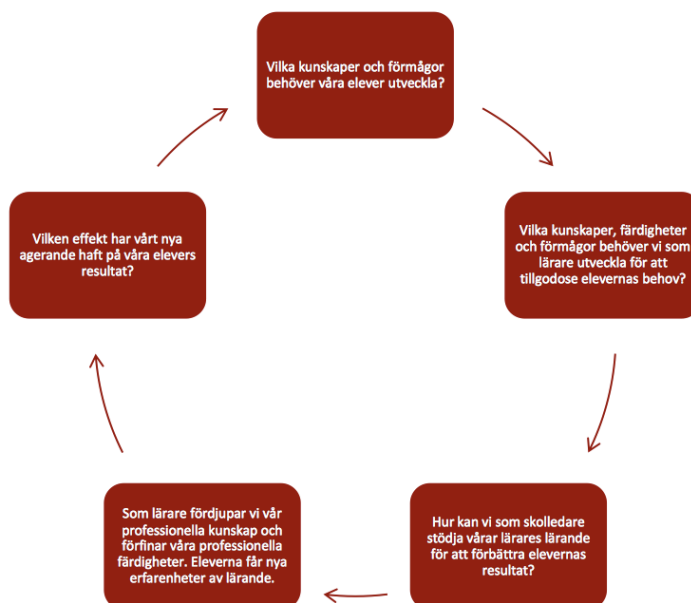 Vilka kunskaper och förmågor
behöver våra elever utveckla?
Vilka kunskaper, färdigheter
och förmågor behöver vi som
lärare utveckla för att
tillgodose elevernas behov?
Hur kan vi som skolledare
stödja vårar lärares lärande
för att förbättra elevernas
resultat?
Som lärare fördjupar vi vår
professionella kunskap och
förfinar våra professionella
färdigheter. Eleverna får nya
erfarenheter av lärande.
Vilken effekt har vårt nya
agerande haft på våra elevers
resultat?